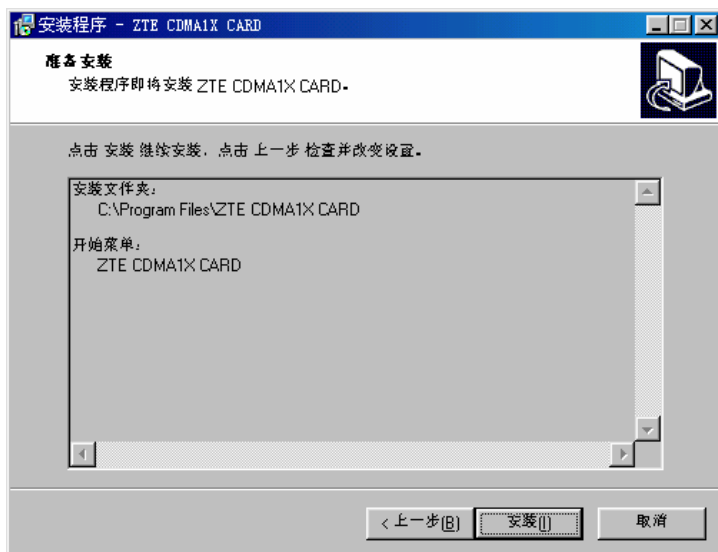 安装程序 - ZTE CDMA1X CARD
准备安装
安装程序即将安装 ZTE CDMA1X CARD.
点击 安装 继续安装. 点击 上一步 检查并改变设置.
安装文件夹:
C:\Program Files\ZTE CDMA1X CARD
开始菜单:
ZTE CDMA1X CARD
< 上一步(B)
安装(I)
取消